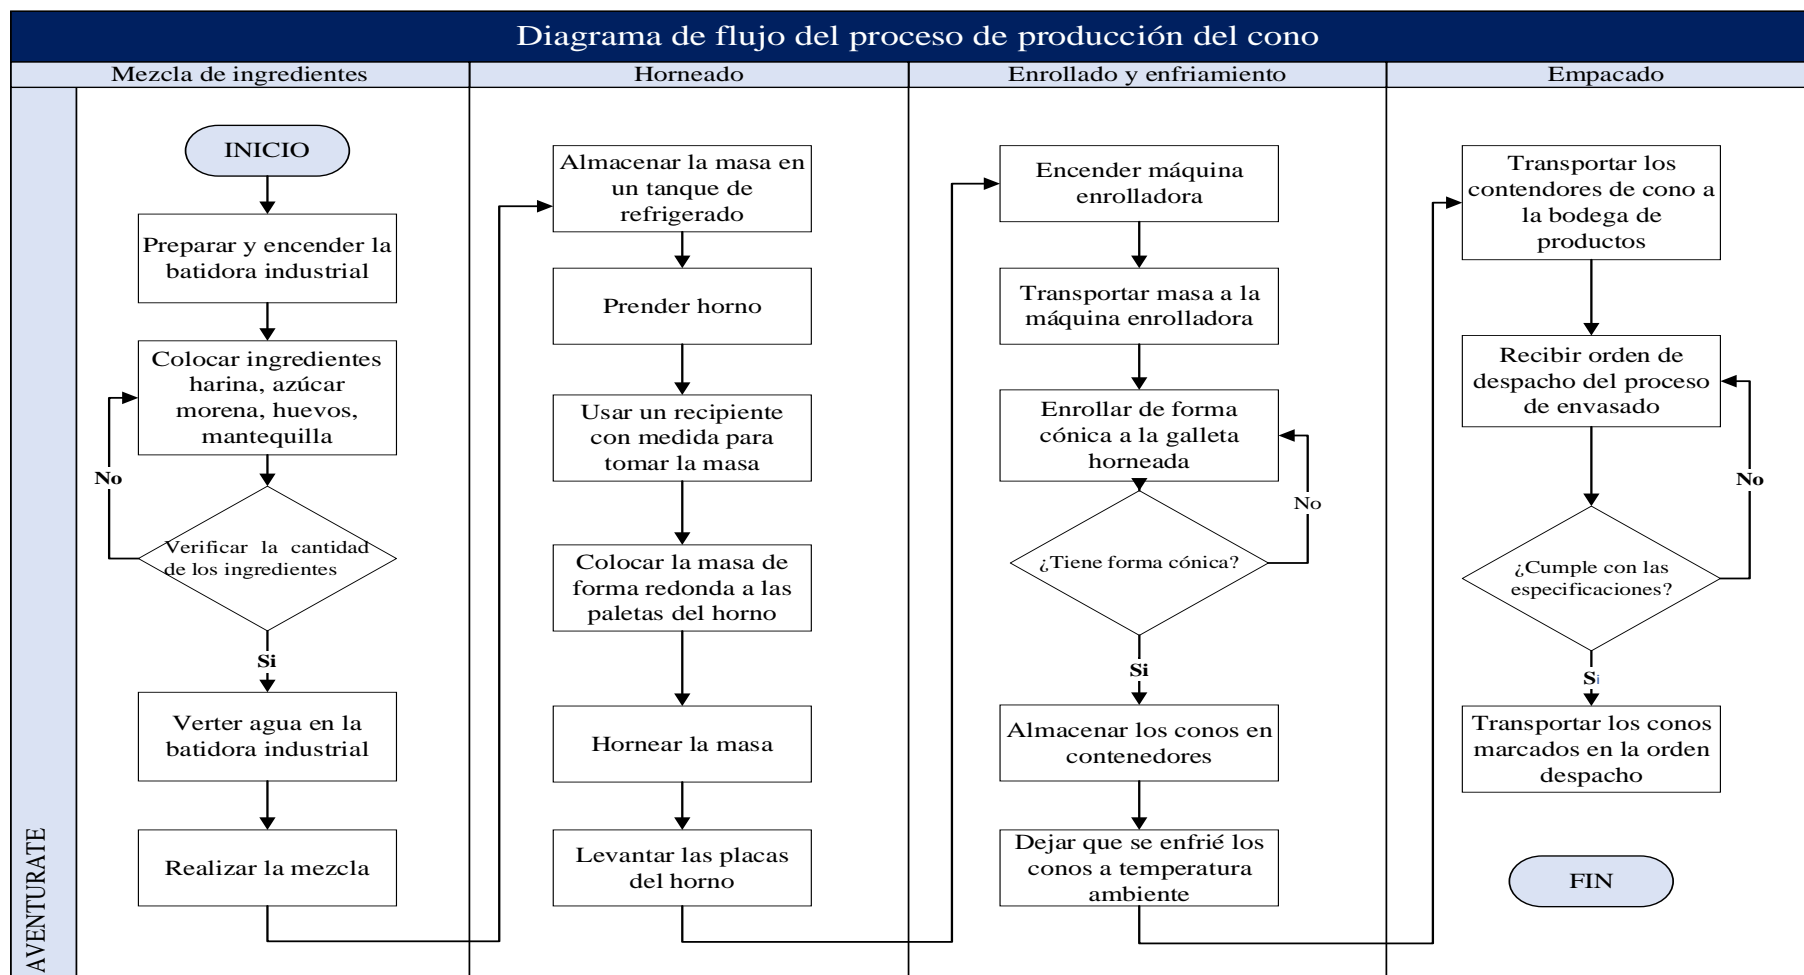 Diagrama de flujo del proceso de producción del cono
Mezcla de ingredientes
Horneado
Enrollado y enfriamiento
Empacado
AVENTURATE
INICIO
Preparar y encender la
batidora industrial
Colocar ingredientes
harina, azúcar
morena, huevos,
mantequilla
No
Verificar la cantidad
de los ingredientes
Si
Verter agua en la
batidora industrial
Realizar la mezcla
Almacenar la masa en
un tanque de
refrigerado
Prender horno
Usar un recipiente
con medida para
tomar la masa
Colocar la masa de
forma redonda a las
paletas del horno
Hornear la masa
Levantar las placas
del horno
Encender máquina
enrolladora
Transportar masa a la
máquina enrolladora
Enrollar de forma
cónica a la galleta
horneada
No
¿Tiene forma cónica?
Si
Almacenar los conos en
contenedores
Dejar que se enfrié los
conos a temperatura
ambiente
Transportar los
contendores de cono a
la bodega de
productos
Recibir orden de
despacho del proceso
de envasado
No
¿Cumple con las
especificaciones?
Si
Transportar los conos
marcados en la orden
despacho
FIN